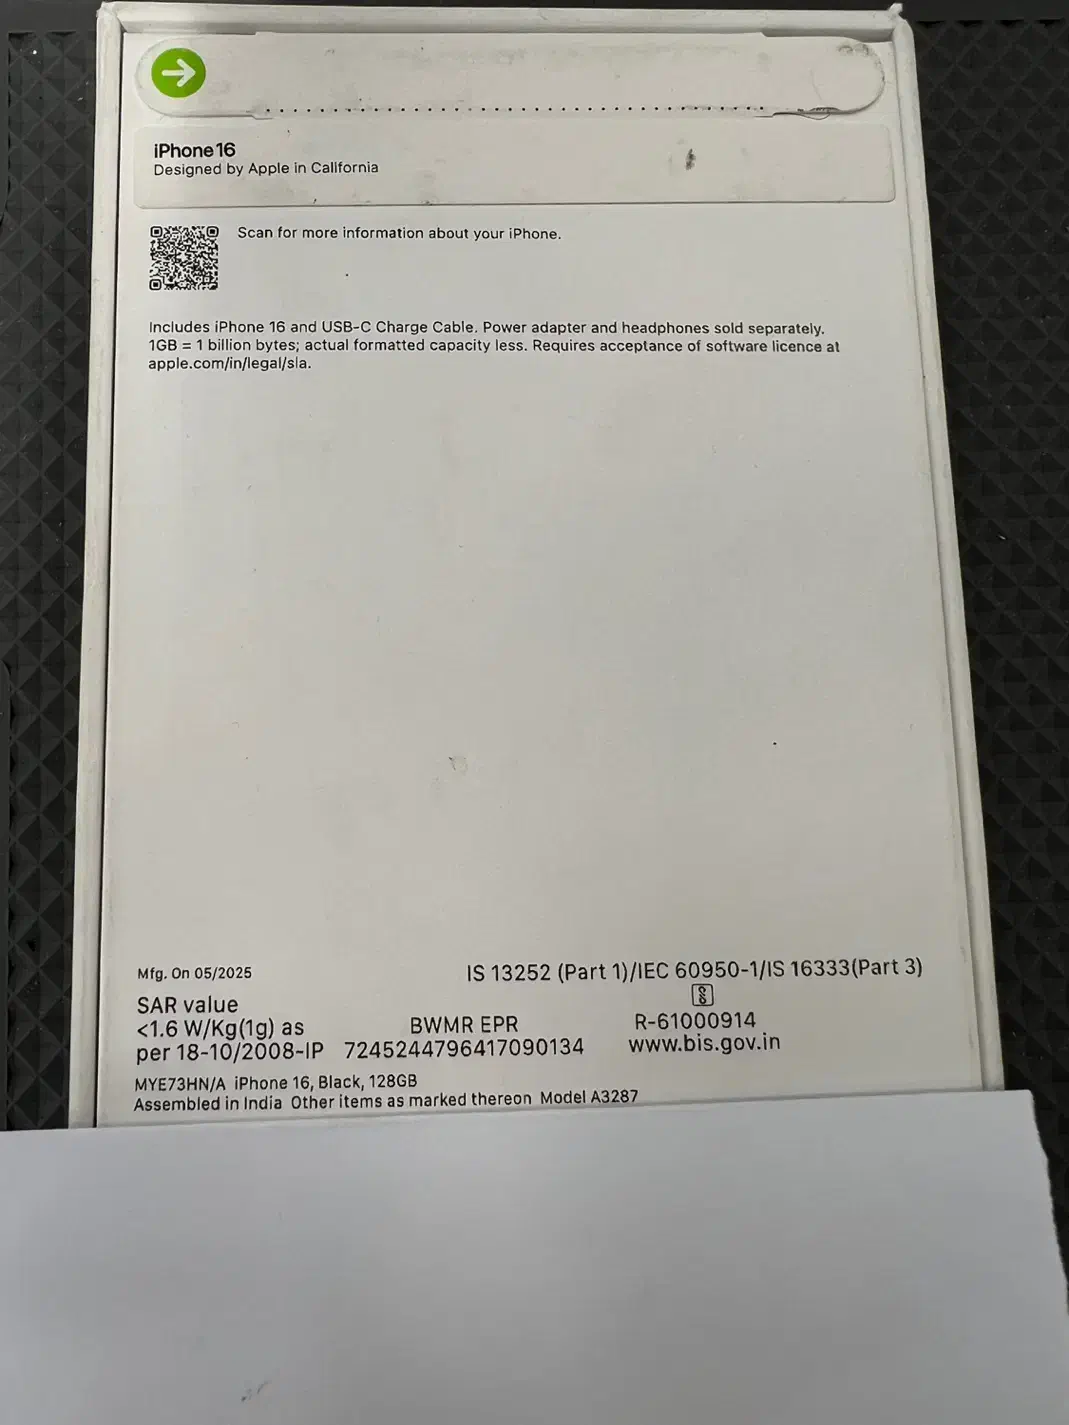 iPhone 16
Designed by Apple in California
Scan for more information about your iPhone.
Includes iPhone 16 and USB-C Charge Cable. Power adapter and headphones sold separately.
1GB = 1 billion bytes; actual formatted capacity less. Requires acceptance of software licence at
apple.com/in/legal/sla.
Mfg. On 05/2025
IS 13252 (Part 1)/IEC 60950-1/IS 16333(Part 3)
SAR value
<1.6 W/Kg(1g) as
per 18-10/2008-IP
BWMR EPR
7245244796417090134
R-61000914
www.bis.gov.in
MYE73HN/A iPhone 16, Black, 128GB
Assembled in India Other items as marked thereon Model A3287